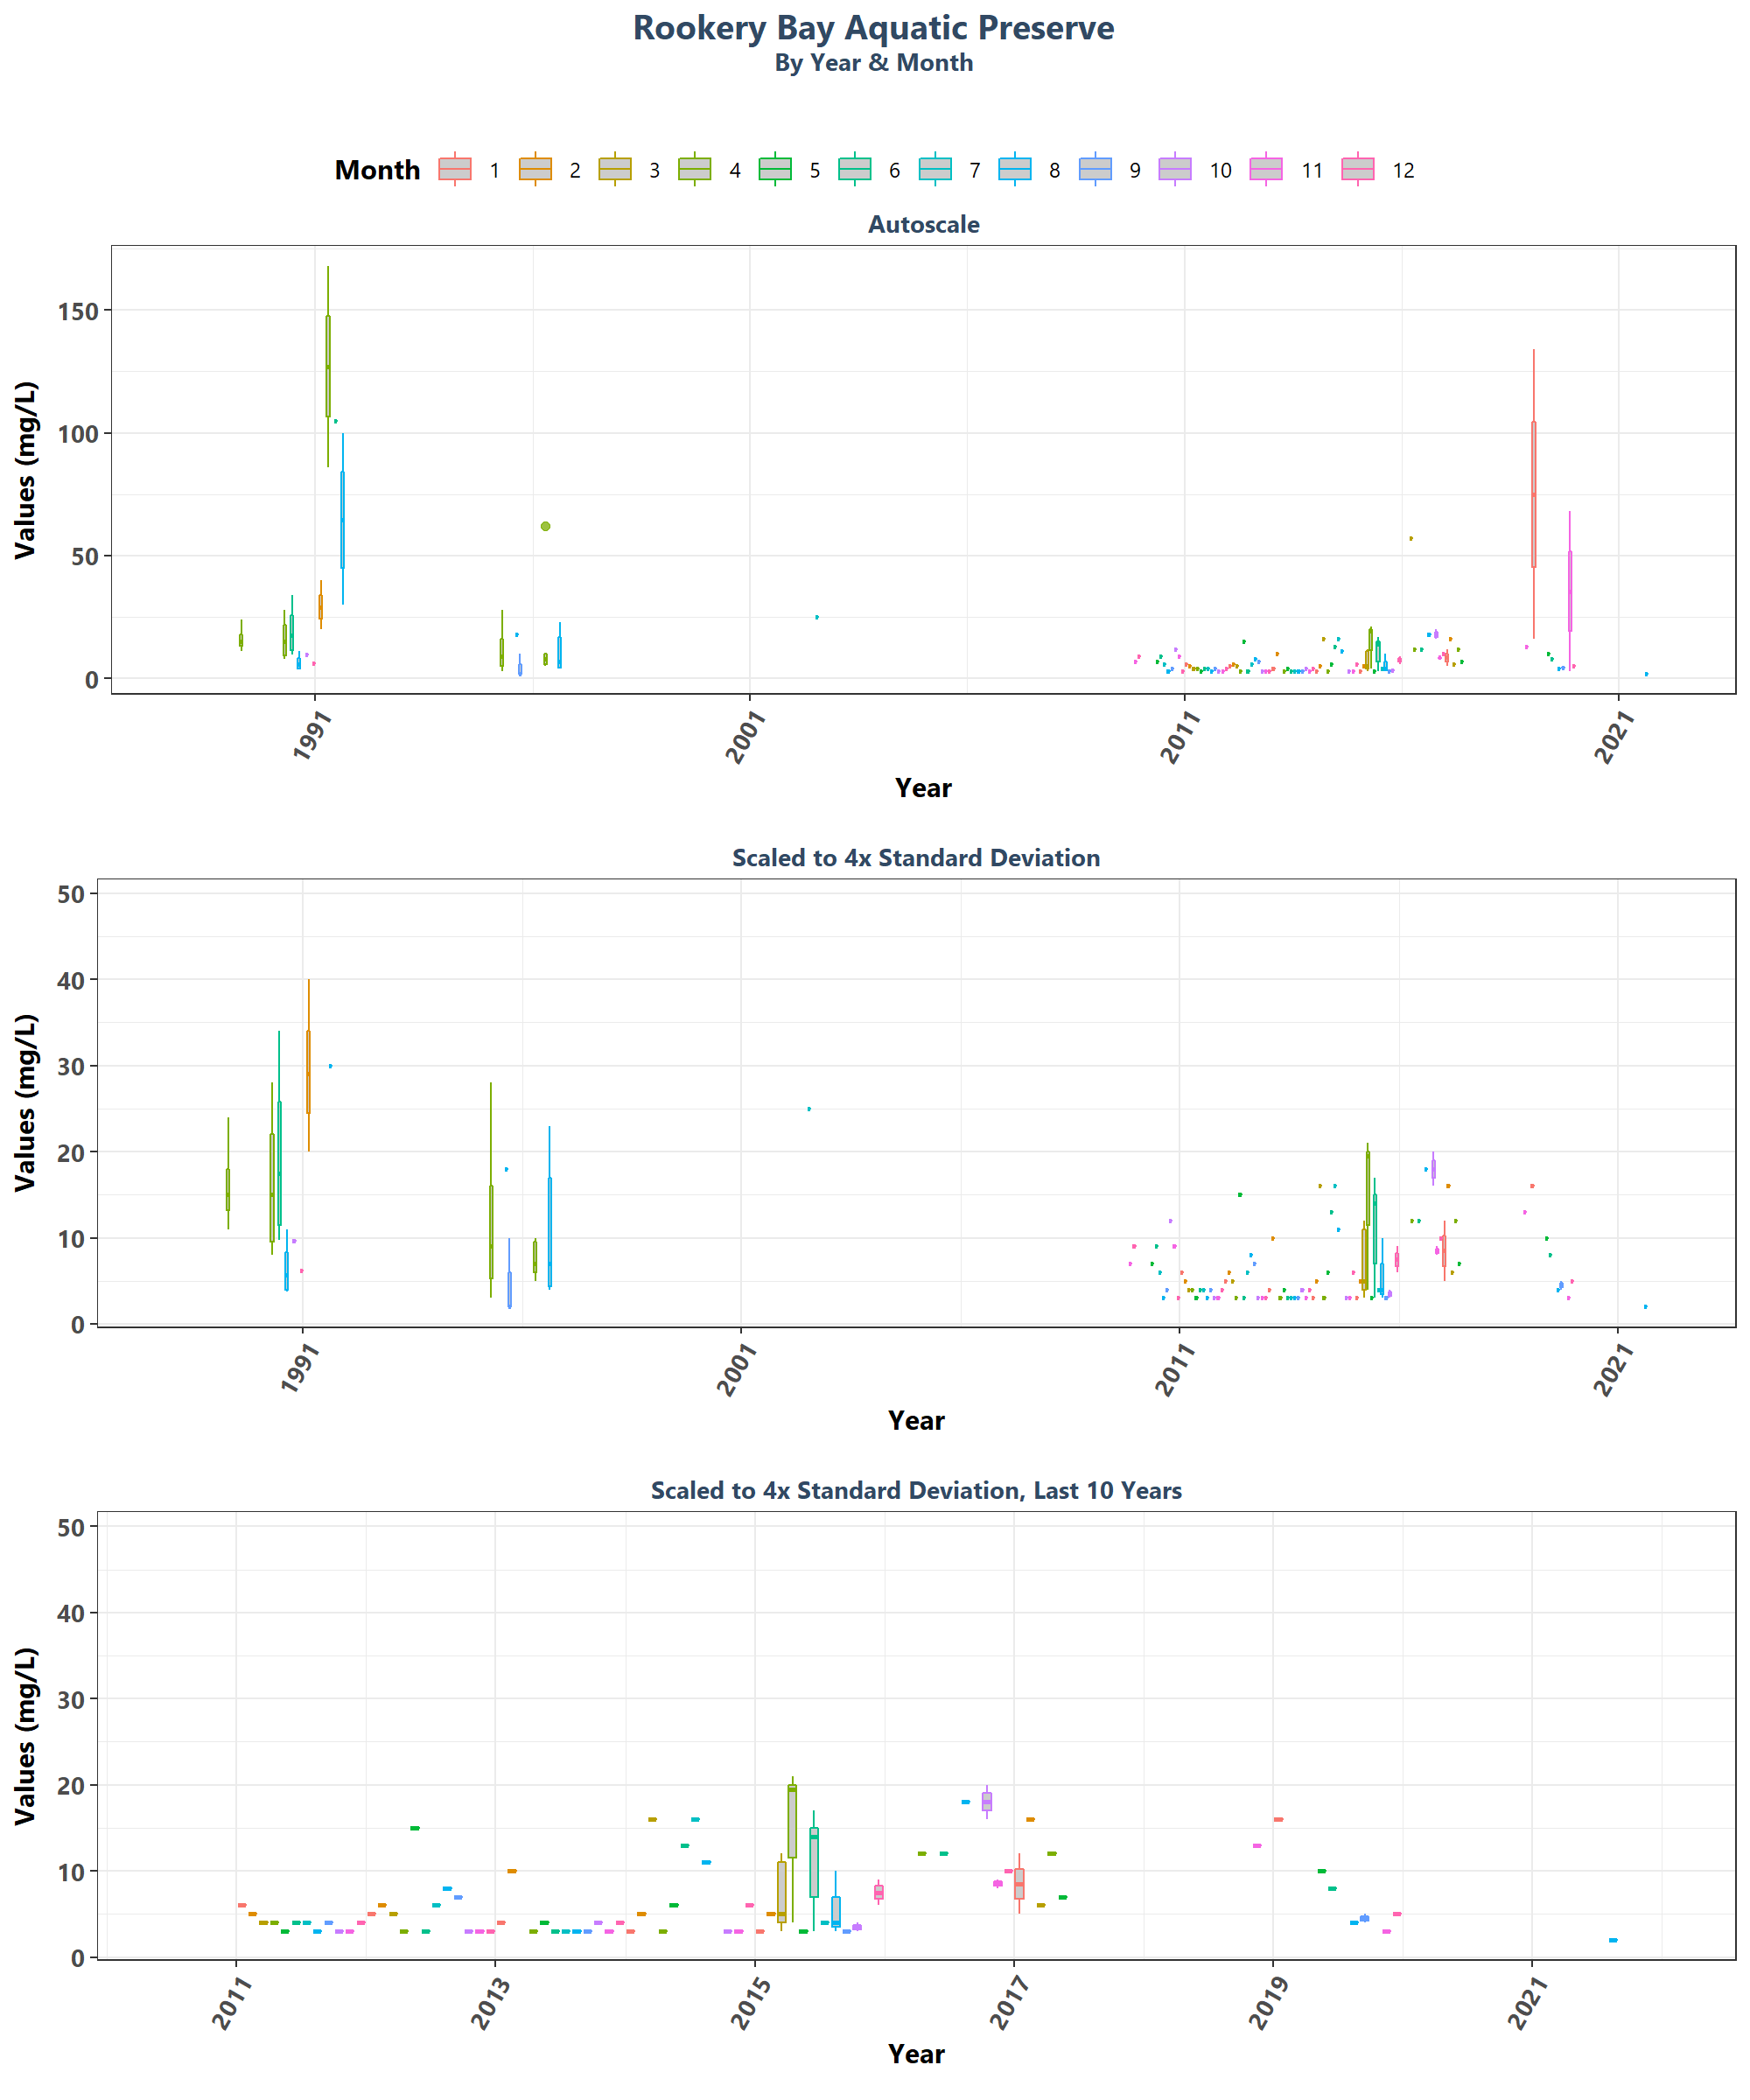 Rookery Bay Aquatic Preserve
By Year & Month
Month 1 2 3 4 5 6 7 8 9 10 11 12
Autoscale
Values (mg/L)
150
100
50
0
1991 2001 2011 2021
Year
Scaled to 4x Standard Deviation
Values (mg/L)
50
40
30
20
10
0
1991 2001 2011 2021
Year
Scaled to 4x Standard Deviation, Last 10 Years
Values (mg/L)
50
40
30
20
10
0
2011 2013 2015 2017 2019 2021
Year